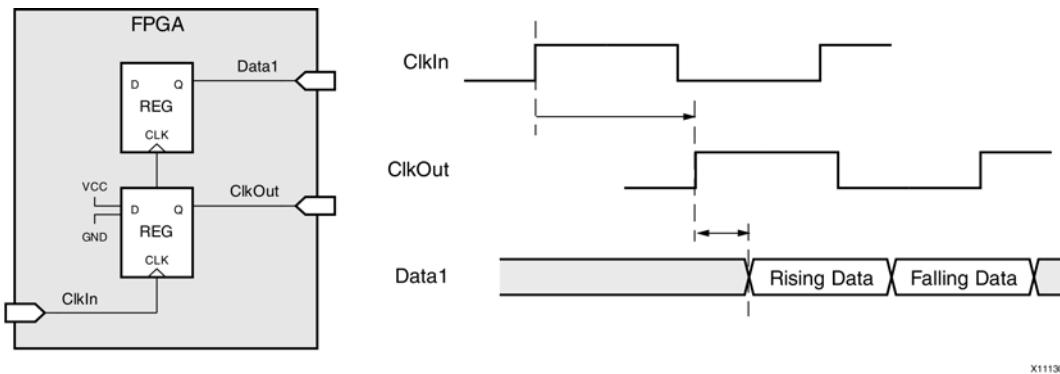 FPGA
Data1
D Q
REG
CLK
VCC
ClkOut
D Q
GND
REG
CLK
ClkIn
ClkIn
ClkOut
Data1
Rising Data
Falling Data